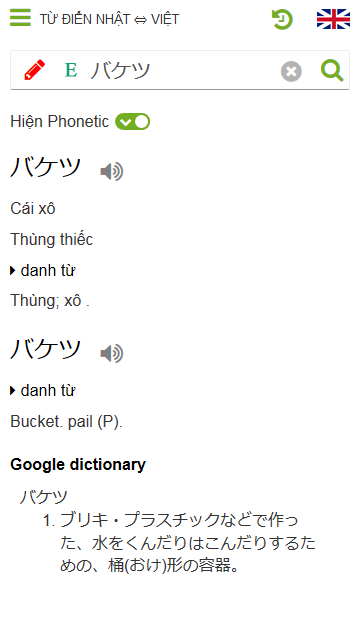 TỪ ĐIỂN NHẬT ⇔ VIỆT
E バケツ
Hiện Phonetic
バケツ
Cái xô
Thùng thiếc
danh từ
Thùng; xô .
バケツ
danh từ
Bucket. pail (P).
Google dictionary
バケツ
1. ブリキ・プラスチックなどで作っ
た、水をくんだりはこんだりするた
めの、桶(おけ)形の容器。